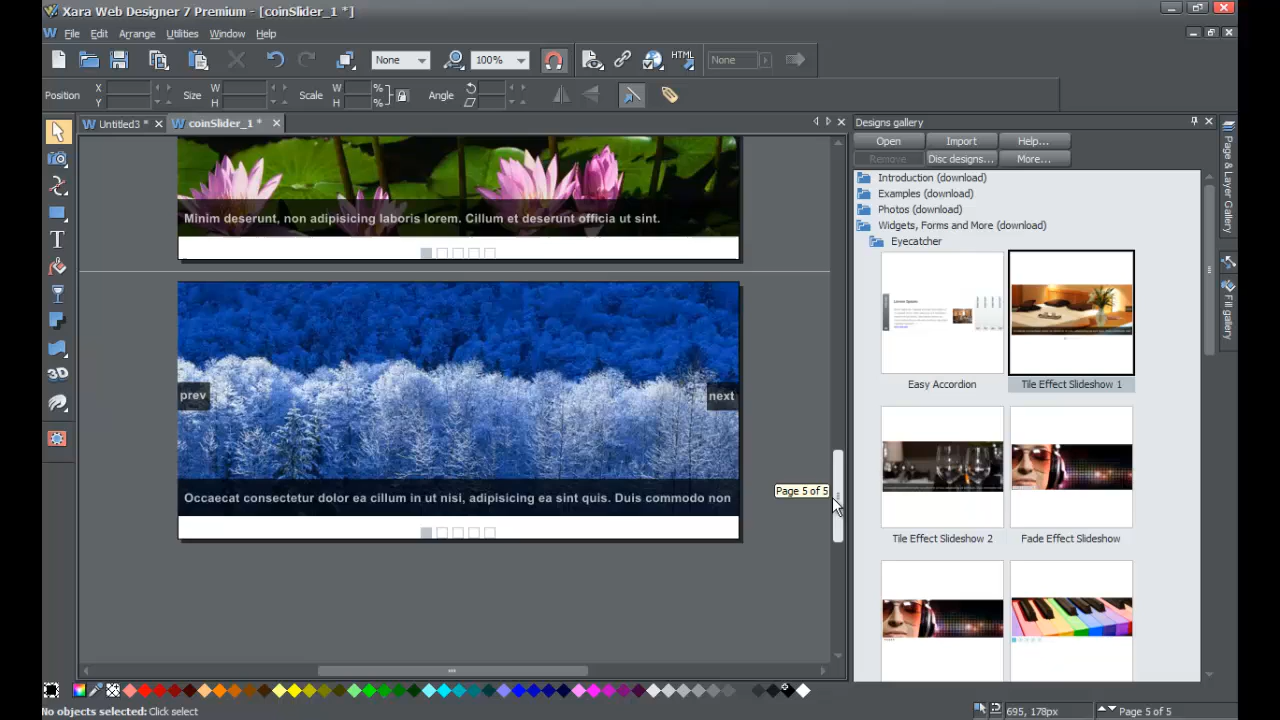 Xara Web Designer 7 Premium - [coinSlider_1 *]
File Edit Arrange Utilities Window Help
None 100% HTML None
Position X Y Size W H Scale W H % % Angle
Untitled3 * coinSlider_1 *
Minim deserunt, non adipisicing laboris lorem. Cillum et deserunt officia ut sint.
prev next
Occaecat consectetur dolor ea cillum in ut nisi, adipisicing ea sint quis. Duis commodo non
Page 5 of 5
T
3D
Designs gallery
Open Import Help...
Remove Disc designs... More...
Introduction (download)
Examples (download)
Photos (download)
Widgets, Forms and More (download)
Eyecatcher
Easy Accordion Tile Effect Slideshow 1
Tile Effect Slideshow 2 Fade Effect Slideshow
Page & Layer Gallery
Fill gallery
No objects selected: Click select
695, 178px Page 5 of 5